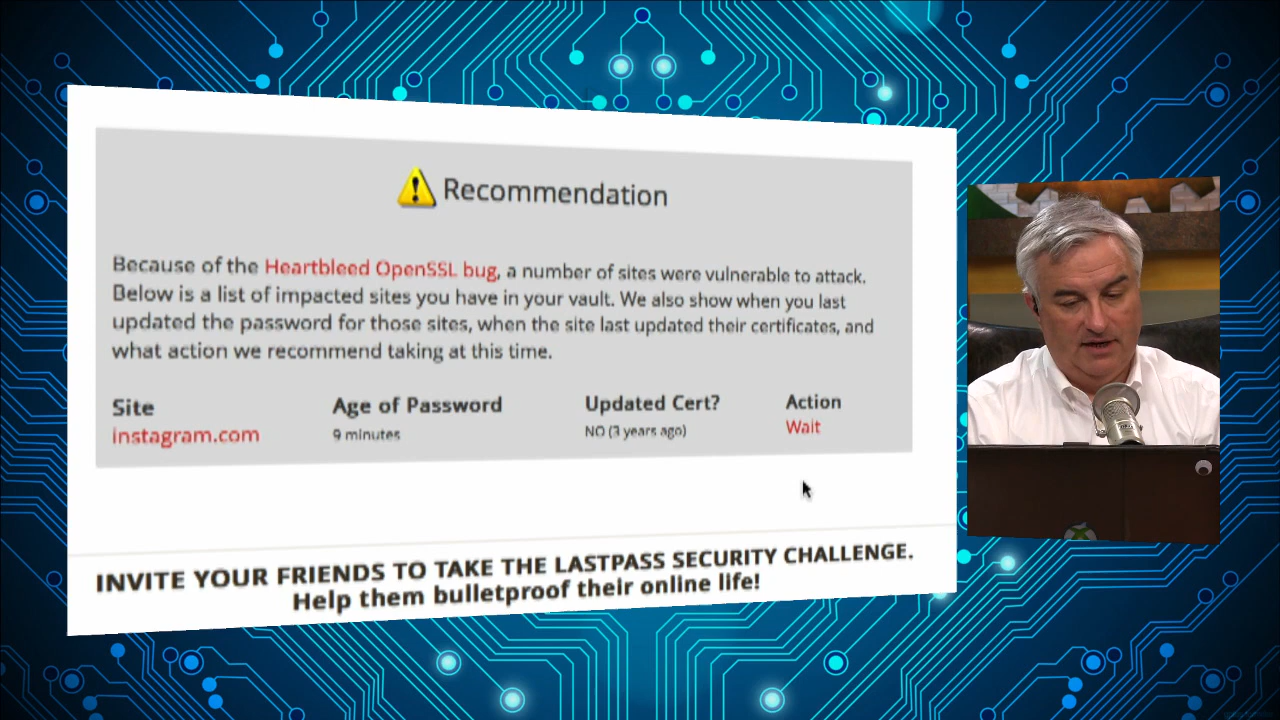 Recommendation
Because of the Heartbleed OpenSSL bug, a number of sites were vulnerable to attack.
Below is a list of impacted sites you have in your vault. We also show when you last
updated the password for those sites, when the site last updated their certificates, and
what action we recommend taking at this time.
Site Age of Password Updated Cert? Action
instagram.com 9 minutes NO (3 years ago) Wait
INVITE YOUR FRIENDS TO TAKE THE LASTPASS SECURITY CHALLENGE.
Help them bulletproof their online life!